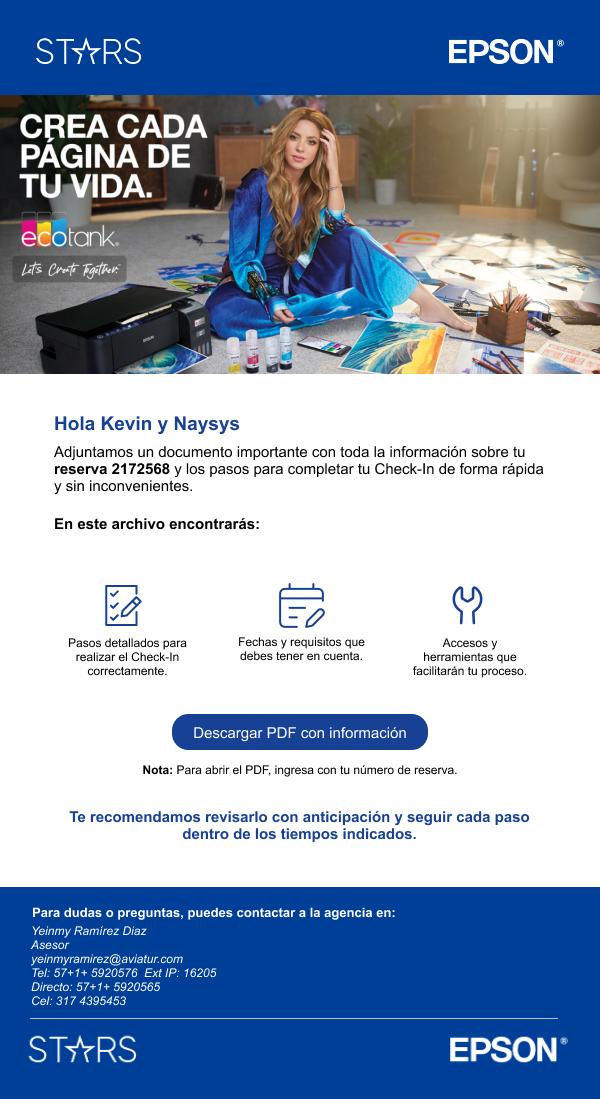 STARS
EPSON®
CREA CADA
PÁGINA DE
TU VIDA.
ecotank®
Let's Create Together™
EPSON
Hola Kevin y Naysys
Adjuntamos un documento importante con toda la información sobre tu
reserva 2172568 y los pasos para completar tu Check-In de forma rápida
y sin inconvenientes.
En este archivo encontrarás:
Pasos detallados para
realizar el Check-In
correctamente.
Fechas y requisitos que
debes tener en cuenta.
Accesos y
herramientas que
facilitarán tu proceso.
Descargar PDF con información
Nota: Para abrir el PDF, ingresa con tu número de reserva.
Te recomendamos revisarlo con anticipación y seguir cada paso
dentro de los tiempos indicados.
Para dudas o preguntas, puedes contactar a la agencia en:
Yeinmy Ramírez Diaz
Asesor
yeinmyramirez@aviatur.com
Tel: 57+1+ 5920576 Ext IP: 16205
Directo: 57+1+ 5920565
Cel: 317 4395453
STARS
EPSON®